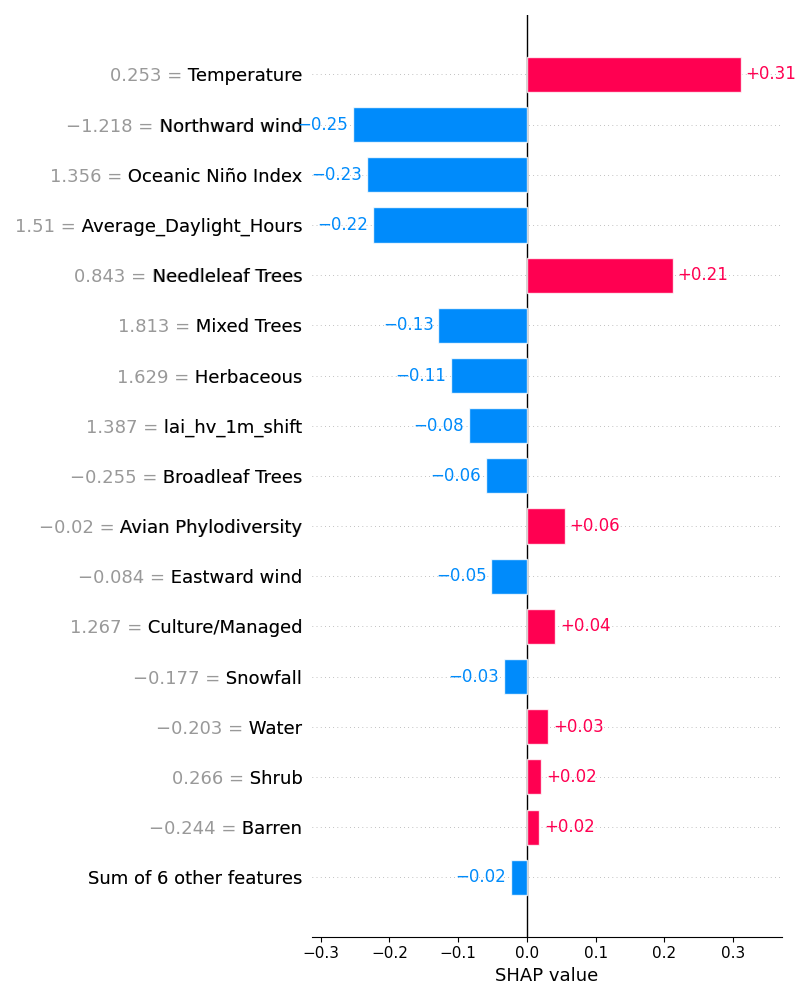 0.253 = Temperature +0.31
−1.218 = Northward wind −0.25
1.356 = Oceanic Niño Index −0.23
1.51 = Average_Daylight_Hours −0.22
0.843 = Needleleaf Trees +0.21
1.813 = Mixed Trees −0.13
1.629 = Herbaceous −0.11
1.387 = lai_hv_1m_shift −0.08
−0.255 = Broadleaf Trees −0.06
−0.02 = Avian Phylodiversity +0.06
−0.084 = Eastward wind −0.05
1.267 = Culture/Managed +0.04
−0.177 = Snowfall −0.03
−0.203 = Water +0.03
0.266 = Shrub +0.02
−0.244 = Barren +0.02
Sum of 6 other features −0.02
−0.3 −0.2 −0.1 0.0 0.1 0.2 0.3
SHAP value